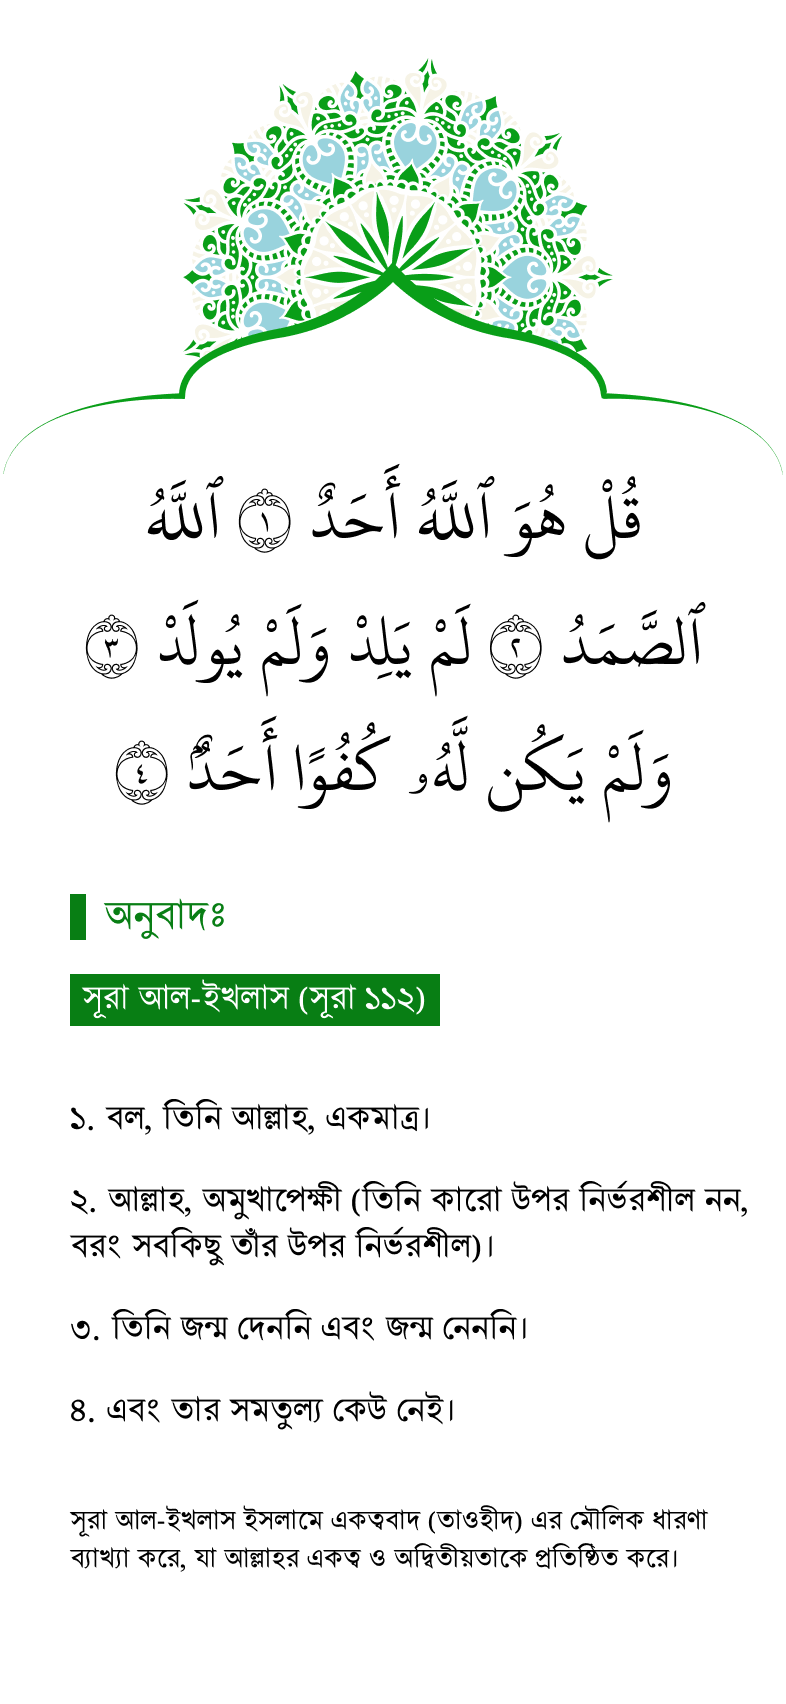 قُلْ هُوَ ٱللَّهُ أَحَدٌ ١ ٱللَّهُ
ٱلصَّمَدُ ٢ لَمْ يَلِدْ وَلَمْ يُولَدْ ٣
وَلَمْ يَكُن لَّهُۥ كُفُوًا أَحَدٌۢ ٤
অনুবাদঃ
সূরা আল-ইখলাস (সূরা ১১২)
১. বল, তিনি আল্লাহ, একমাত্র।
২. আল্লাহ, অমুখাপেক্ষী (তিনি কারো উপর নির্ভরশীল নন,
বরং সবকিছু তাঁর উপর নির্ভরশীল)।
৩. তিনি জন্ম দেননি এবং জন্ম নেননি।
৪. এবং তার সমতুল্য কেউ নেই।
সূরা আল-ইখলাস ইসলামে একত্ববাদ (তাওহীদ) এর মৌলিক ধারণা
ব্যাখ্যা করে, যা আল্লাহর একত্ব ও অদ্বিতীয়তাকে প্রতিষ্ঠিত করে।